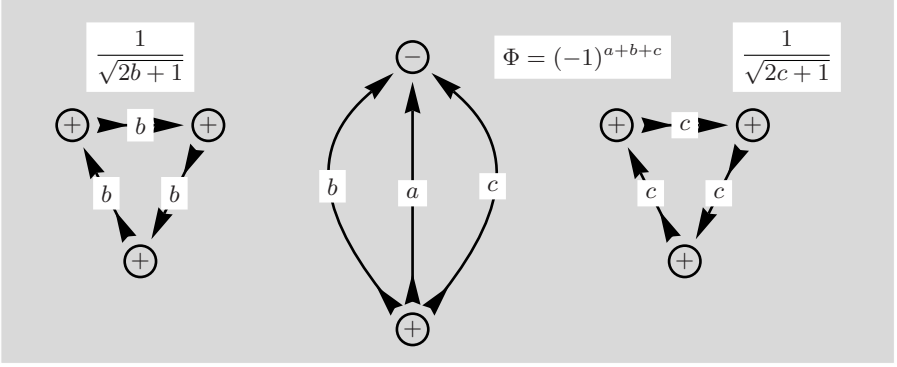 1
√2b + 1
−
Φ = (−1)^{a+b+c}
1
√2c + 1
+ b +
+ c +
b b
b a c
c c
+
+
+